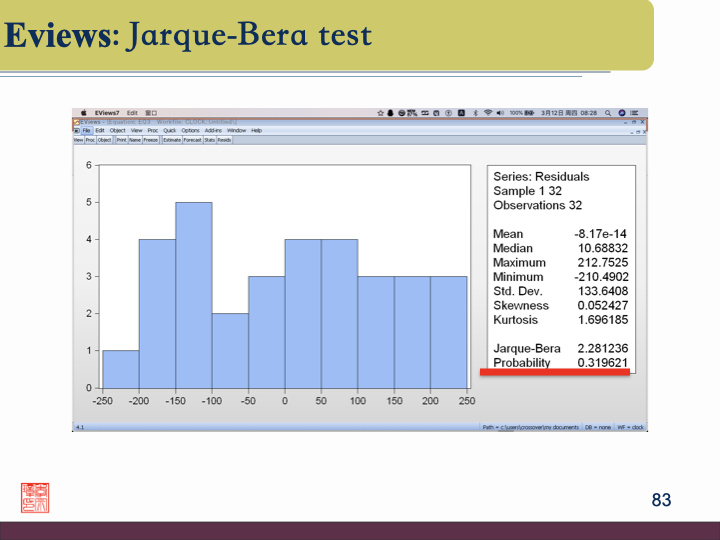 Eviews: Jarque-Bera test
EViews7 Edit 窗口
100% 3月12日 周四 08:28
EViews - [Equation: EQ3 Workfile: CLOCK::Untitled\]
File Edit Object View Proc Quick Options Add-ins Window Help
View Proc Object Print Name Freeze Estimate Forecast Stats Resids
6
5
4
3
2
1
0
-250 -200 -150 -100 -50 0 50 100 150 200 250
Series: Residuals
Sample 1 32
Observations 32
Mean -8.17e-14
Median 10.68832
Maximum 212.7525
Minimum -210.4902
Std. Dev. 133.6408
Skewness 0.052427
Kurtosis 1.696185
Jarque-Bera 2.281236
Probability 0.319621
4.1
Path = c:\users\crossover\my documents DB = none WF = clock
83